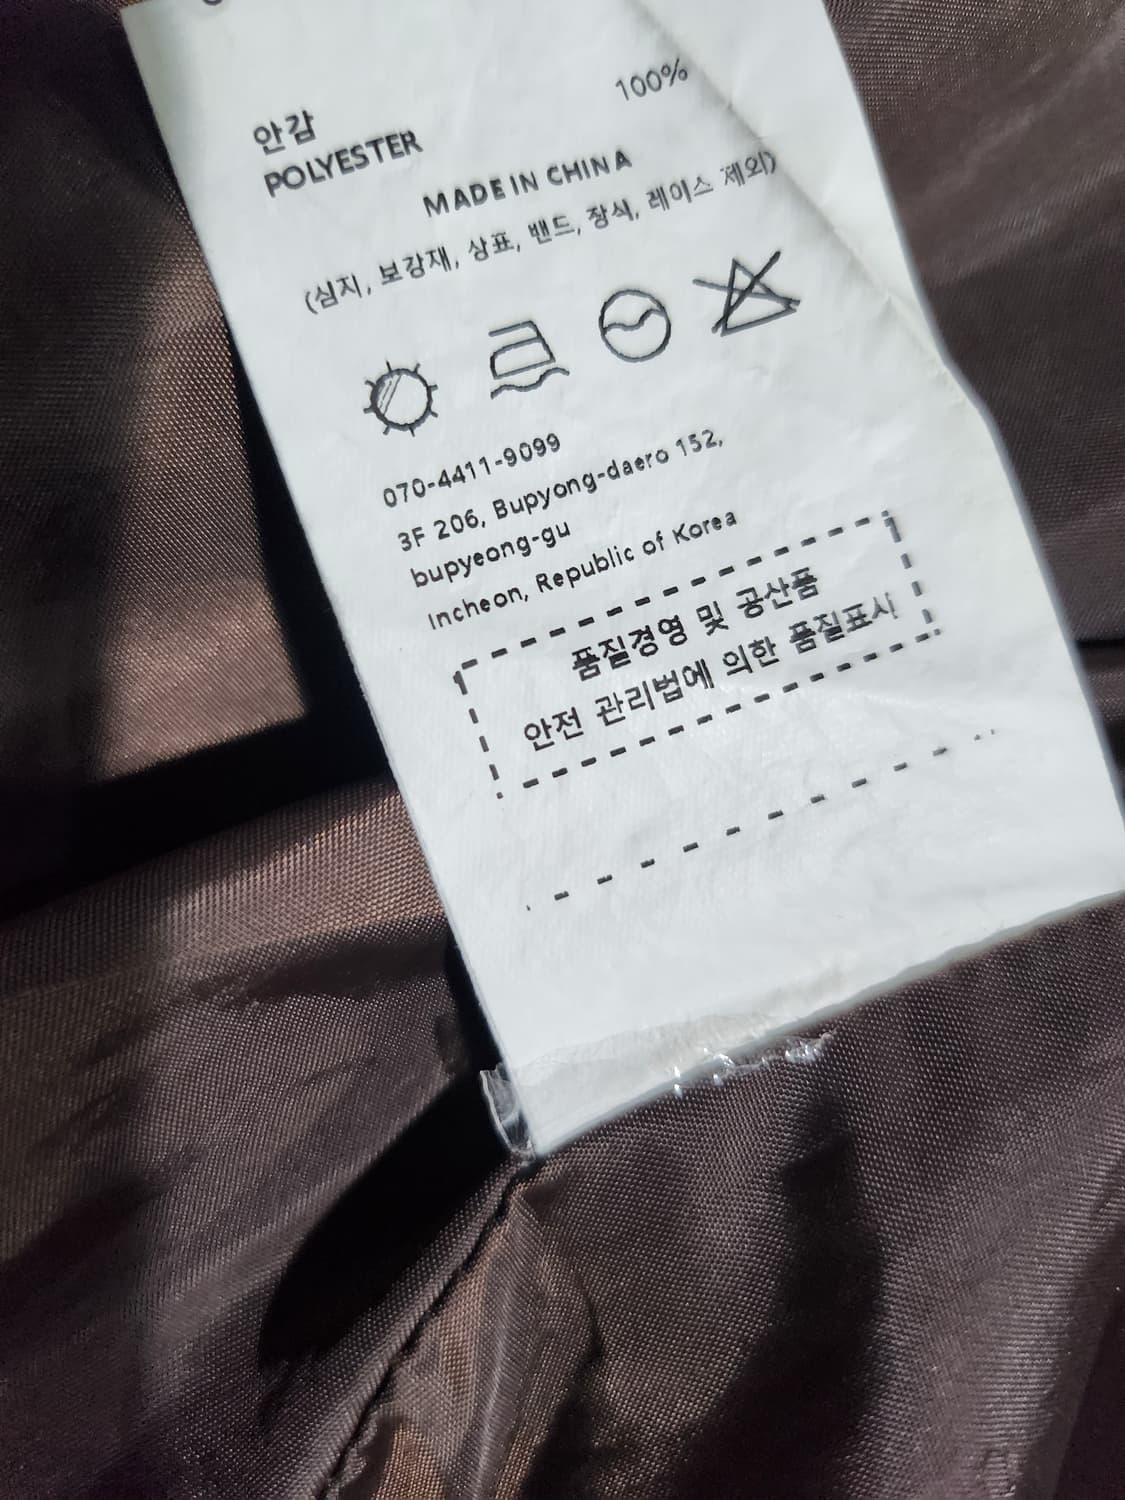 안감
POLYESTER 100%
MADE IN CHINA
(심지, 보강재, 상표, 밴드, 장식, 레이스 제외)
070-4411-9099
3F 206, Bupyong-daero 152,
bupyeong-gu
Incheon, Republic of Korea
품질경영 및 공산품
안전 관리법에 의한 품질표시